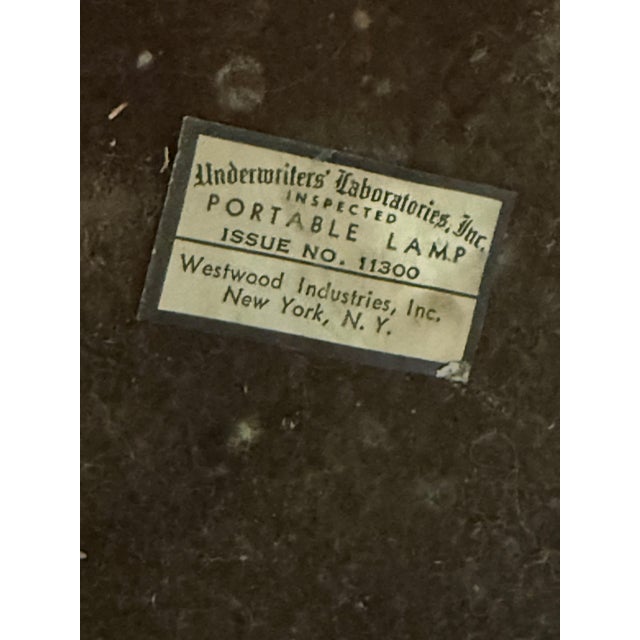 Underwriters' Laboratories, Inc.
INSPECTED
PORTABLE LAMP
ISSUE NO. 11300
Westwood Industries, Inc.
New York, N. Y.